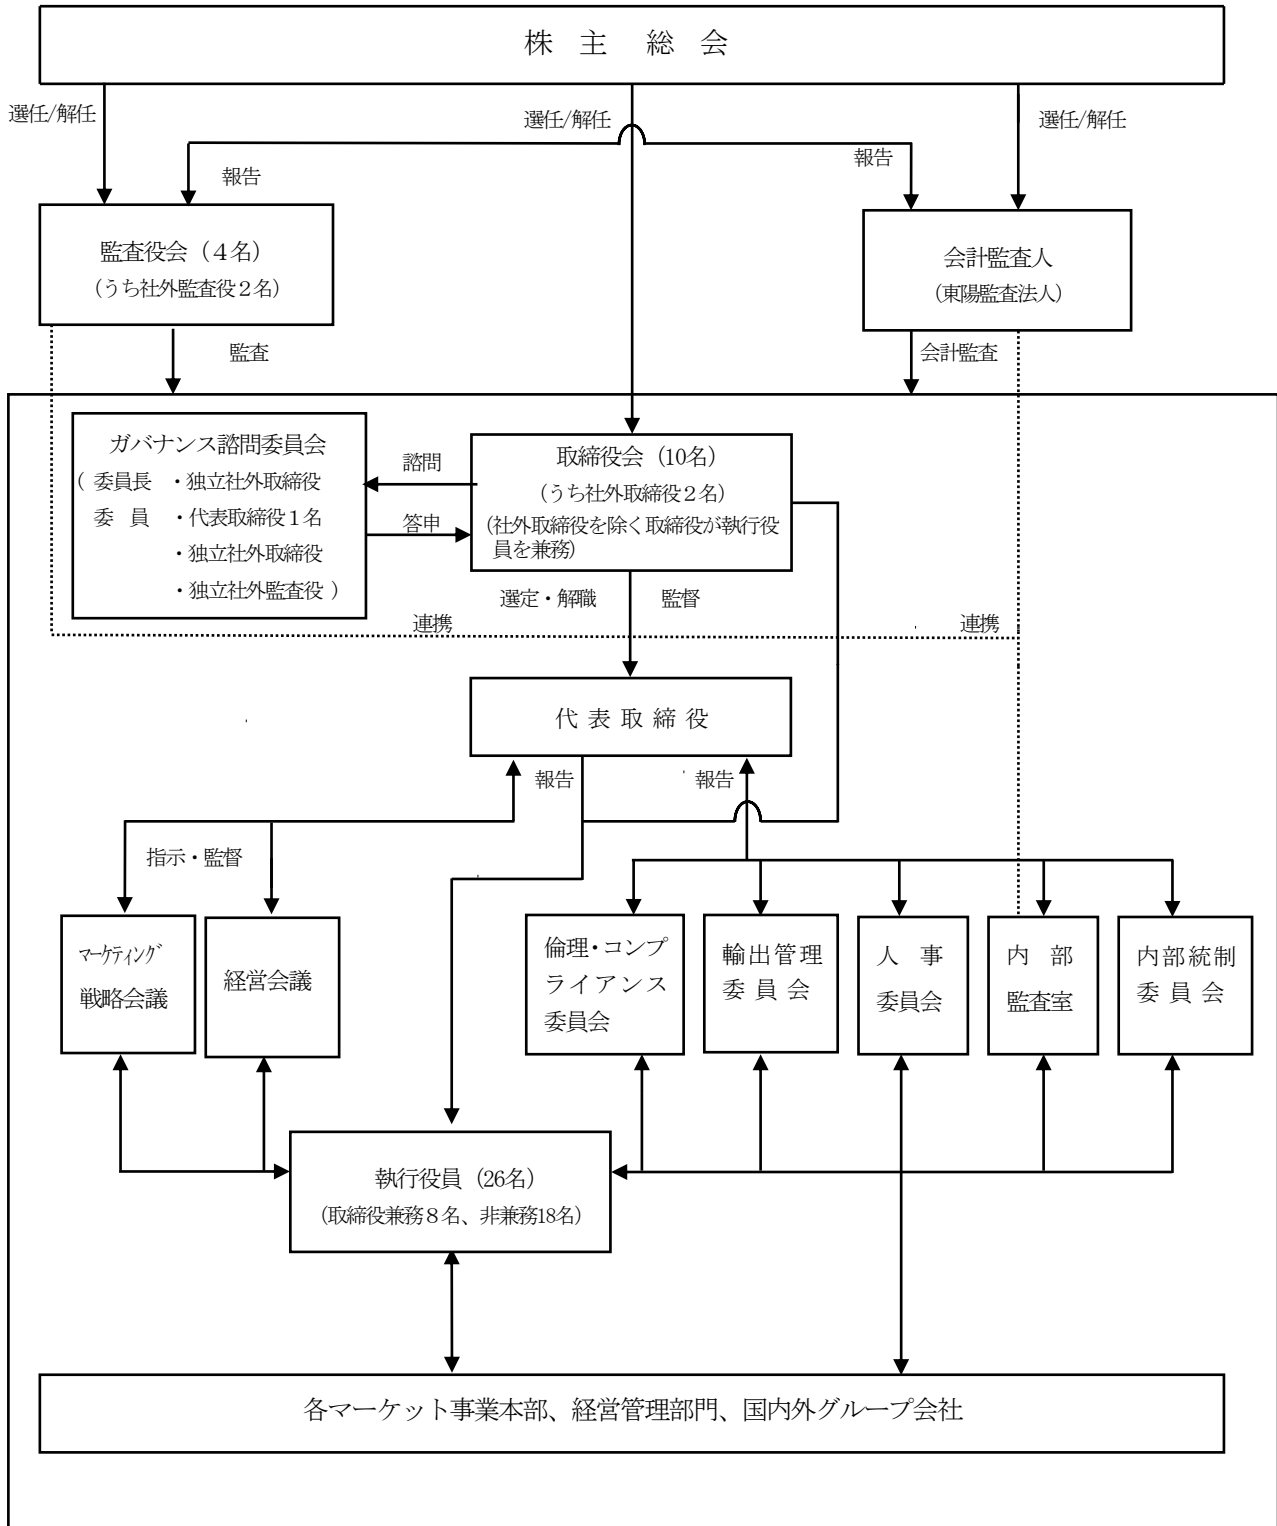 株 主 総 会
選任/解任
選任/解任
選任/解任
報告
報告
監査役会（４名）
（うち社外監査役２名）
会計監査人
（東陽監査法人）
監査
会計監査
ガバナンス諮問委員会
（ 委員長 ・独立社外取締役
委 員 ・代表取締役１名
・独立社外取締役
・独立社外監査役 ）
諮問
答申
取締役会（10名）
（うち社外取締役２名）
（社外取締役を除く取締役が執行役
員を兼務）
選定・解職
監督
連携
連携
代 表 取 締 役
報告
報告
指示・監督
マーケティング
戦略会議
経営会議
倫理・コンプ
ライアンス
委員会
輸出管理
委 員 会
人 事
委員会
内 部
監査室
内部統制
委 員 会
執行役員（26名）
（取締役兼務８名、非兼務18名）
各マーケット事業本部、経営管理部門、国内外グループ会社